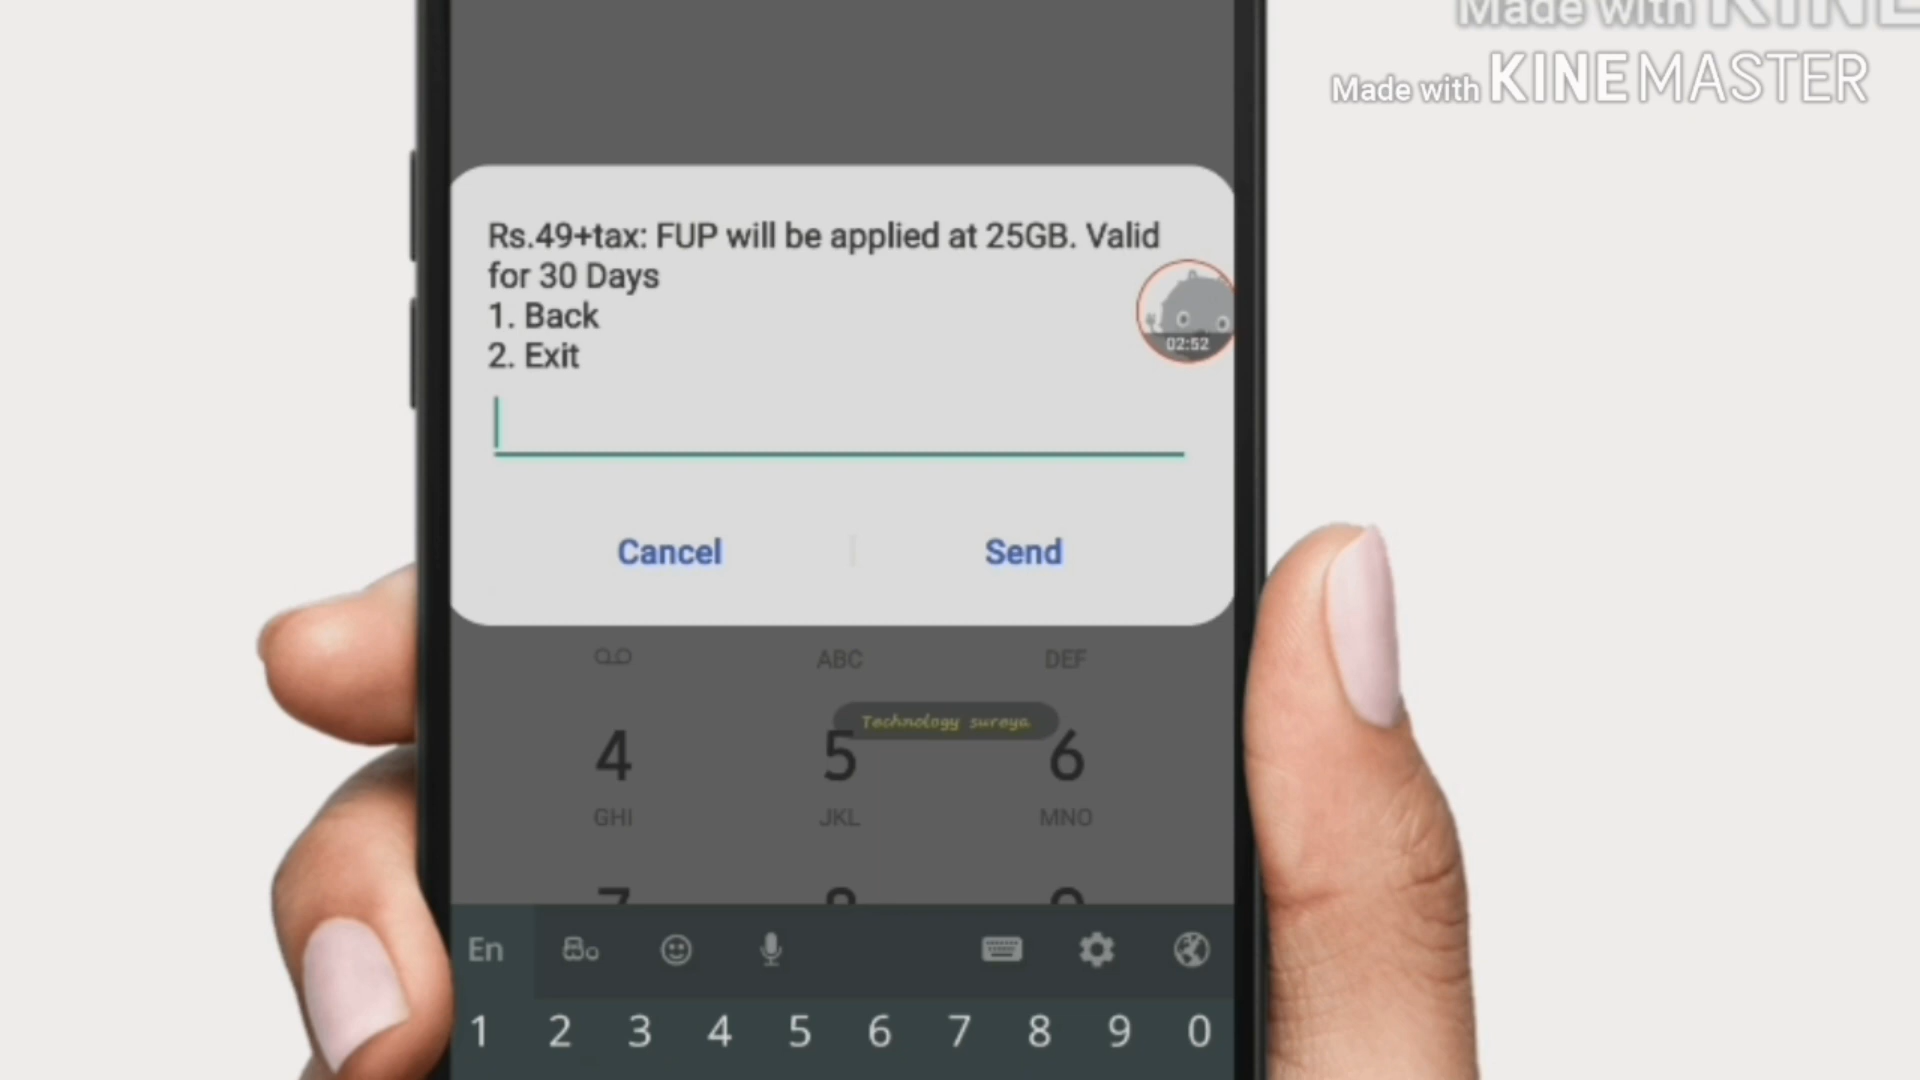 Made with KINE
Made with KINEMASTER
Rs.49+tax: FUP will be applied at 25GB. Valid
for 30 Days
1. Back
2. Exit
02:52
Cancel
Send
ABC
DEF
Technology sureya
4
5
6
GHI
JKL
MNO
En
1 2 3 4 5 6 7 8 9 0